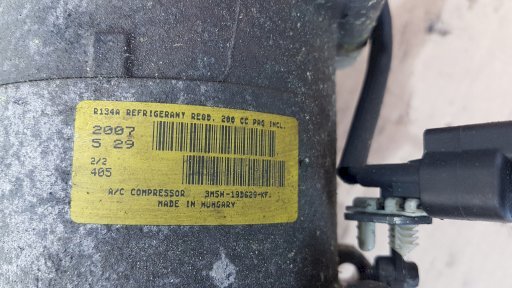 R134A REFRIGERANT REQD. 200 CC PAG INCL.
2007
5 29
2/2
405
A/C COMPRESSOR 3M5H-19D629-KF.
MADE IN HUNGARY